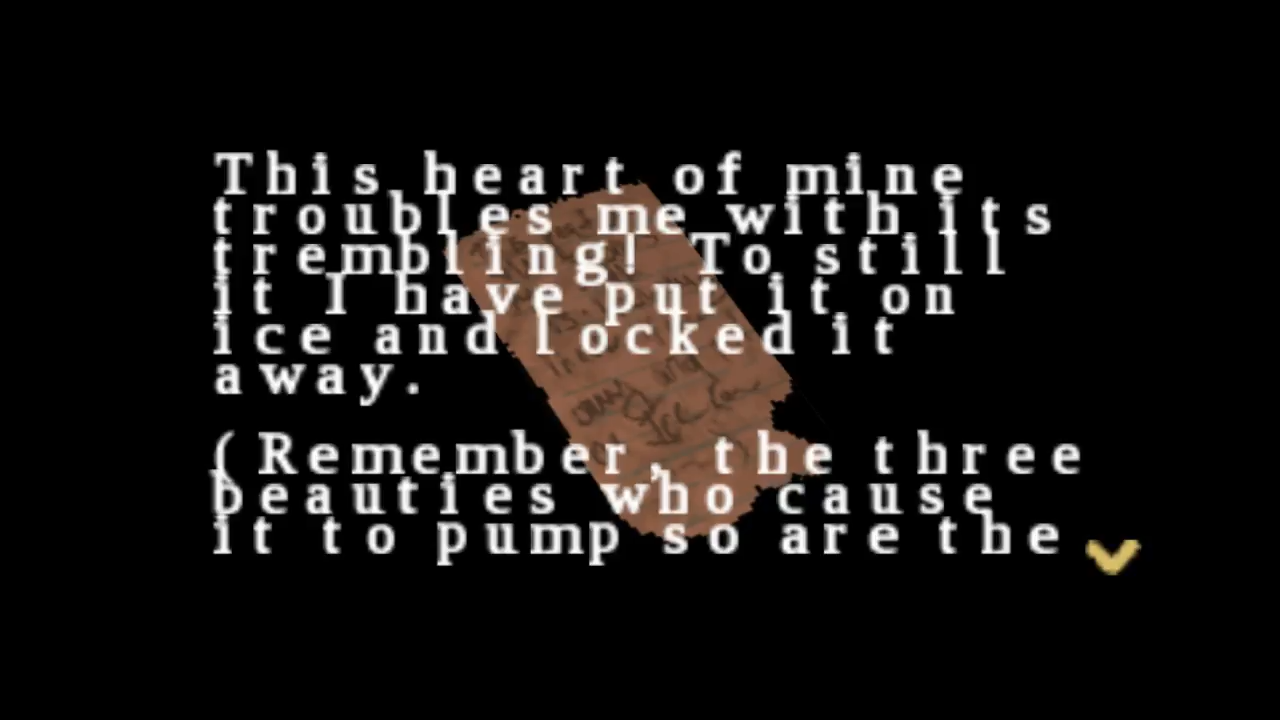 This heart of mine
troubles me with its
trembling! To still
it I have put it on
ice and locked it
away.
(Remember, the three
beauties who cause
it to pump so are the